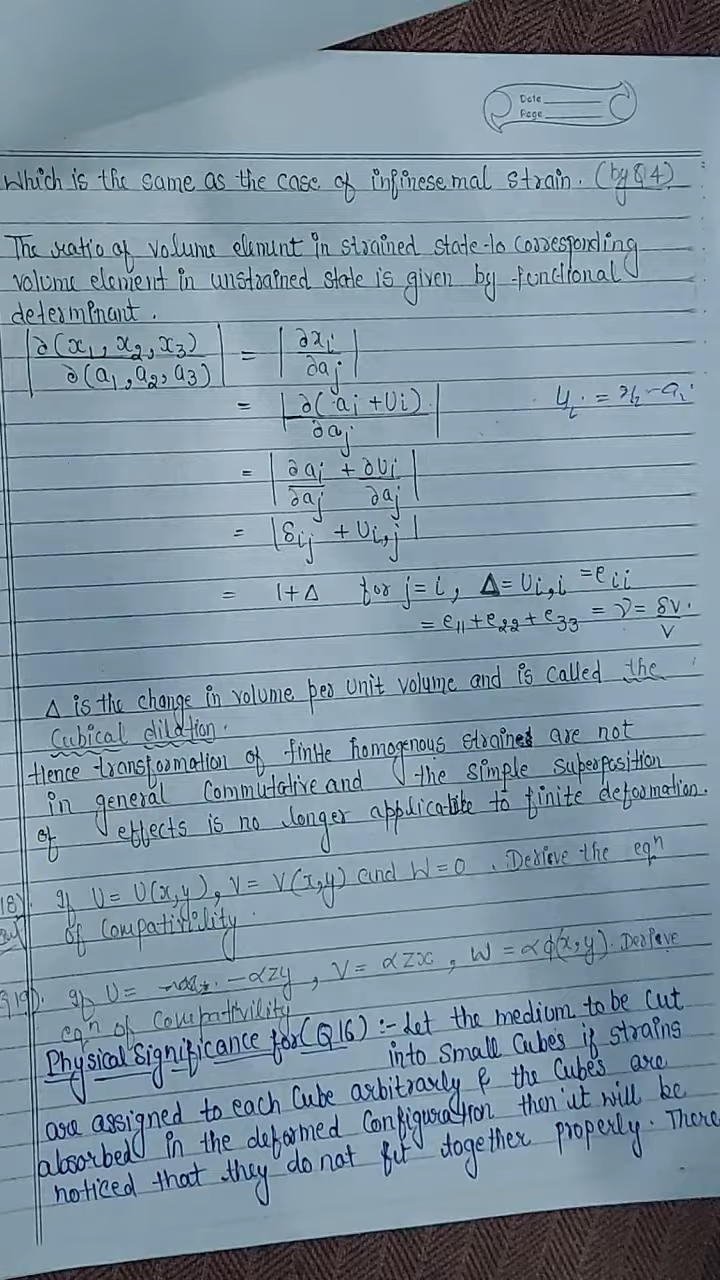 Date
Page
Which is the same as the case of infinesemal strain. (by Q4)
The ratio of volume element in strained state to corresponding
volume element in unstrained state is given by functional
determinant.
|∂(x₁, x₂, x₃) / ∂(a₁, a₂, a₃)| = |∂xᵢ / ∂aⱼ|
= |∂(aᵢ + Uᵢ) / ∂aⱼ| uᵢ = xᵢ - aᵢ
= |∂aᵢ/∂aⱼ + ∂Uᵢ/∂aⱼ|
= |δᵢⱼ + Uᵢ,ⱼ|
= 1+Δ for j=i, Δ= Uᵢ,ᵢ = eᵢᵢ
= e₁₁+e₂₂+e₃₃ = ν = δv/v
Δ is the change in volume per unit volume and is called the
Cubical dilation.
Hence transformation of finite homogenous strained are not
in general commutative and the simple superposition
of effects is no longer applicable to finite deformation.
18) If U = U(x,y), V = V(x,y) and W=0. Derieve the eqn
of Compativility.
Q19). If U = -αzy, V = αzx, W = αφ(x,y). Derieve
eqn of Compativility
Physical Significance for (Q16) :- Let the medium to be cut
into small cubes if strains
are assigned to each Cube arbitrarly & the Cubes are
absorbed in the deformed Configuration then it will be
noticed that they do not fit together properly. There